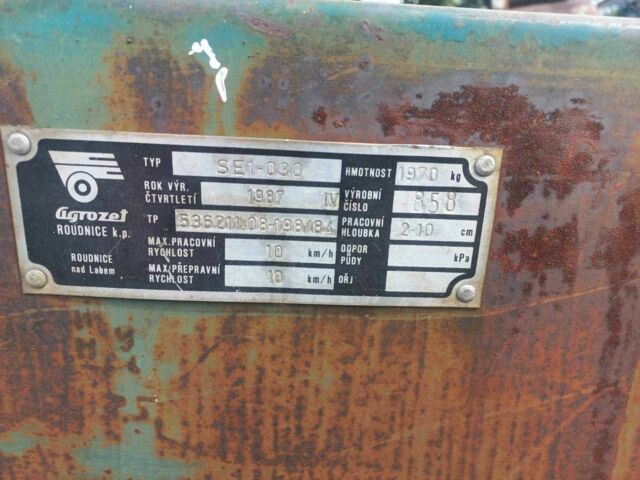 TYP SE1-030 HMOTNOST 1970 kg
ROK VÝR. ČTVRTLETÍ 1987 IV VÝROBNÍ ČÍSLO 858
Agrozet
ROUDNICE k.p.
ROUDNICE
nad Labem
TP 536211.08-198/84 PRACOVNÍ HLOUBKA 2-10 cm
MAX.PRACOVNÍ RYCHLOST 10 km/h ODPOR PŮDY kPa
MAX.PŘEPRAVNÍ RYCHLOST 10 km/h OŘJ